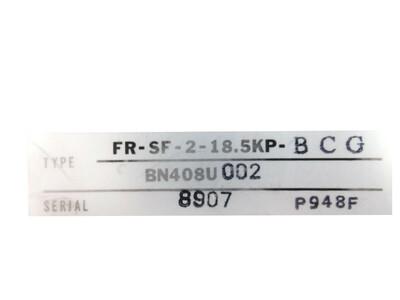 TYPE FR-SF-2-18.5KP-BCG
BN408U002
SERIAL 8907 P948F